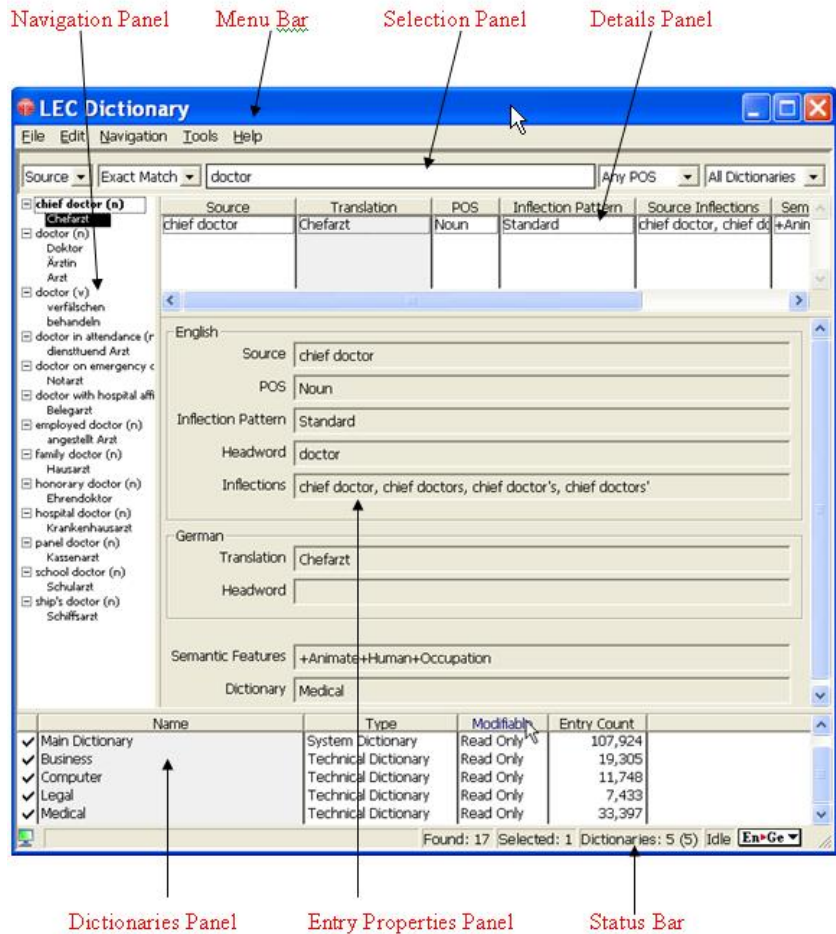 Navigation Panel Menu Bar Selection Panel Details Panel
LEC Dictionary
File Edit Navigation Tools Help
Source Exact Match doctor Any POS All Dictionaries
chief doctor (n)
Chefarzt
doctor (n)
Doktor
Ärztin
Arzt
doctor (v)
verfälschen
behandeln
doctor in attendance (r
diensttuend Arzt
doctor on emergency c
Notarzt
doctor with hospital affi
Belegarzt
employed doctor (n)
angestellt Arzt
family doctor (n)
Hausarzt
honorary doctor (n)
Ehrendoktor
hospital doctor (n)
Krankenhausarzt
panel doctor (n)
Kassenarzt
school doctor (n)
Schularzt
ship's doctor (n)
Schiffsarzt
Source Translation POS Inflection Pattern Source Inflections Sem
chief doctor Chefarzt Noun Standard chief doctor, chief do +Anin
English
Source chief doctor
POS Noun
Inflection Pattern Standard
Headword doctor
Inflections chief doctor, chief doctors, chief doctor's, chief doctors'
German
Translation Chefarzt
Headword
Semantic Features +Animate+Human+Occupation
Dictionary Medical
Name Type Modifiable Entry Count
Main Dictionary System Dictionary Read Only 107,924
Business Technical Dictionary Read Only 19,305
Computer Technical Dictionary Read Only 11,748
Legal Technical Dictionary Read Only 7,433
Medical Technical Dictionary Read Only 33,397
Found: 17 Selected: 1 Dictionaries: 5 (5) Idle En Ge
Dictionaries Panel Entry Properties Panel Status Bar